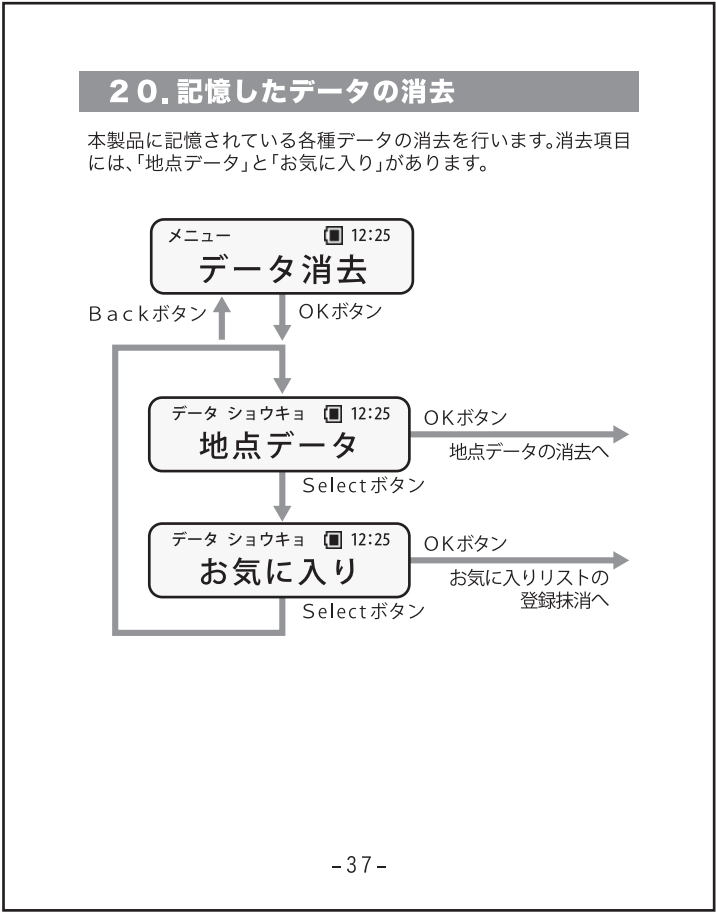 20.記憶したデータの消去
本製品に記憶されている各種データの消去を行います。消去項目
には、「地点データ」と「お気に入り」があります。
メニュー 12:25
データ消去
Backボタン
OKボタン
データ ショウキョ 12:25
地点データ
OKボタン
地点データの消去へ
Selectボタン
データ ショウキョ 12:25
お気に入り
OKボタン
お気に入りリストの
登録抹消へ
Selectボタン
-37-